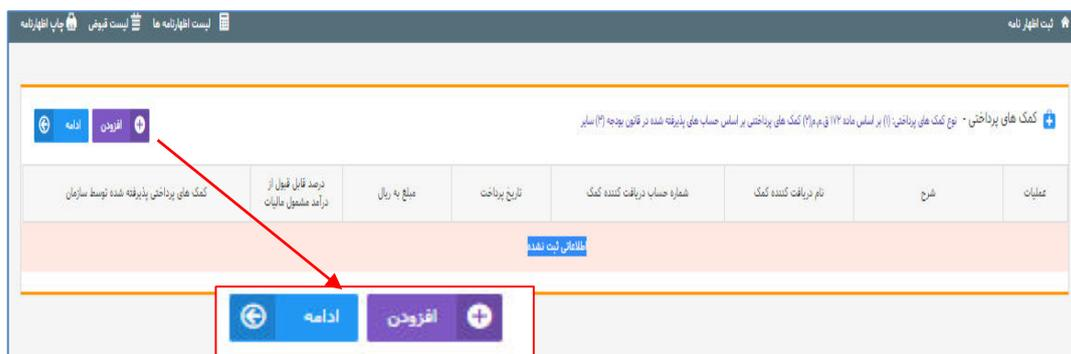 ثبت اظهار نامه
لیست اظهارنامه ها لیست قبوض چاپ اظهارنامه
کمک های پرداختی - نوع کمک های پرداختی: (۱) بر اساس ماده ۱۷۲ ق.م.م(۲) کمک های پرداختی بر اساس حساب های پذیرفته شده در قانون بودجه (۳) سایر
افزودن ادامه
عملیات شرح نام دریافت کننده کمک شماره حساب دریافت کننده کمک تاریخ پرداخت مبلغ به ریال درصد قابل قبول از کمک های پرداختی پذیرفته شده توسط سازمان
درآمد مشمول مالیات
اطلاعاتی ثبت نشده
افزودن ادامه